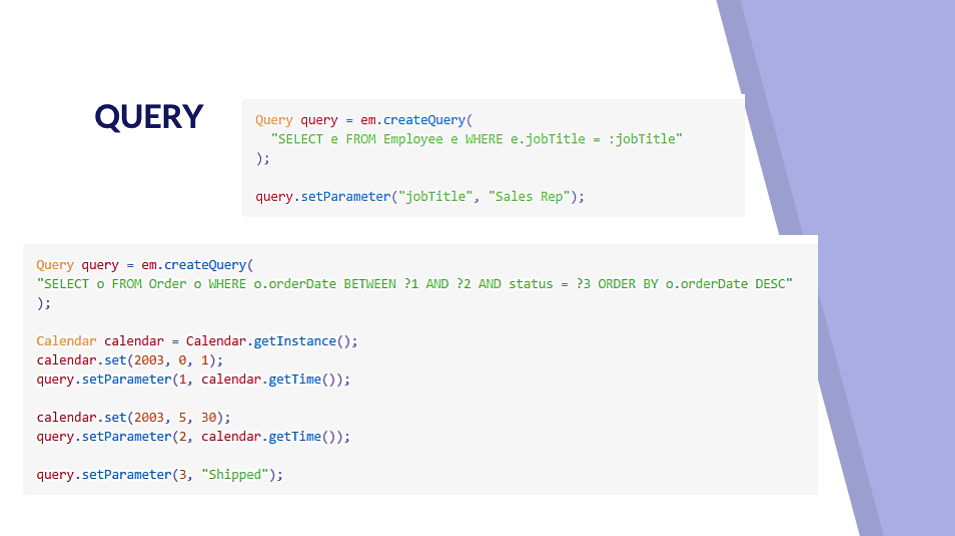 QUERY
Query query = em.createQuery(
"SELECT e FROM Employee e WHERE e.jobTitle = :jobTitle"
);
query.setParameter("jobTitle", "Sales Rep");
Query query = em.createQuery(
"SELECT o FROM Order o WHERE o.orderDate BETWEEN ?1 AND ?2 AND status = ?3 ORDER BY o.orderDate DESC"
);
Calendar calendar = Calendar.getInstance();
calendar.set(2003, 0, 1);
query.setParameter(1, calendar.getTime());
calendar.set(2003, 5, 30);
query.setParameter(2, calendar.getTime());
query.setParameter(3, "Shipped");